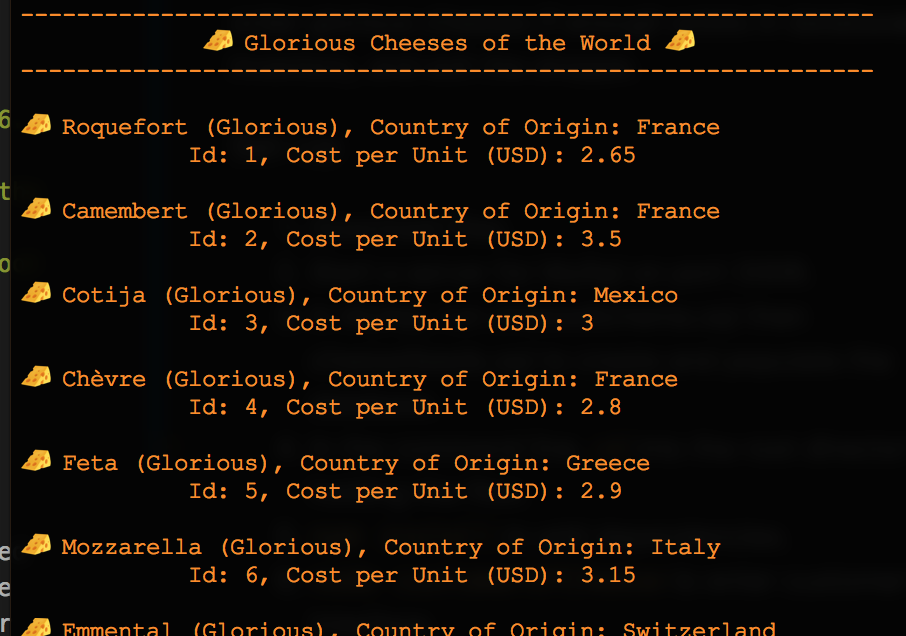 ------------------------------------------------------------
🧀 Glorious Cheeses of the World 🧀
------------------------------------------------------------
🧀 Roquefort (Glorious), Country of Origin: France
Id: 1, Cost per Unit (USD): 2.65
🧀 Camembert (Glorious), Country of Origin: France
Id: 2, Cost per Unit (USD): 3.5
🧀 Cotija (Glorious), Country of Origin: Mexico
Id: 3, Cost per Unit (USD): 3
🧀 Chèvre (Glorious), Country of Origin: France
Id: 4, Cost per Unit (USD): 2.8
🧀 Feta (Glorious), Country of Origin: Greece
Id: 5, Cost per Unit (USD): 2.9
🧀 Mozzarella (Glorious), Country of Origin: Italy
Id: 6, Cost per Unit (USD): 3.15
🧀 Emmental (Glorious), Country of Origin: Switzerland